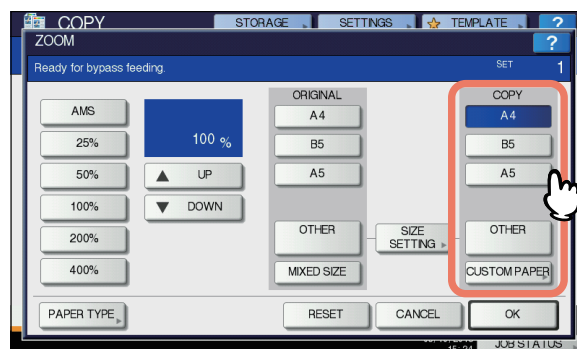 COPY
STORAGE SETTINGS TEMPLATE ?
ZOOM ?
Ready for bypass feeding. SET 1
ORIGINAL COPY
AMS A4 A4
25% 100 % B5 B5
50% UP A5 A5
100% DOWN
200% OTHER SIZE SETTING OTHER
400% MIXED SIZE CUSTOM PAPER
PAPER TYPE RESET CANCEL OK
JOB STATUS